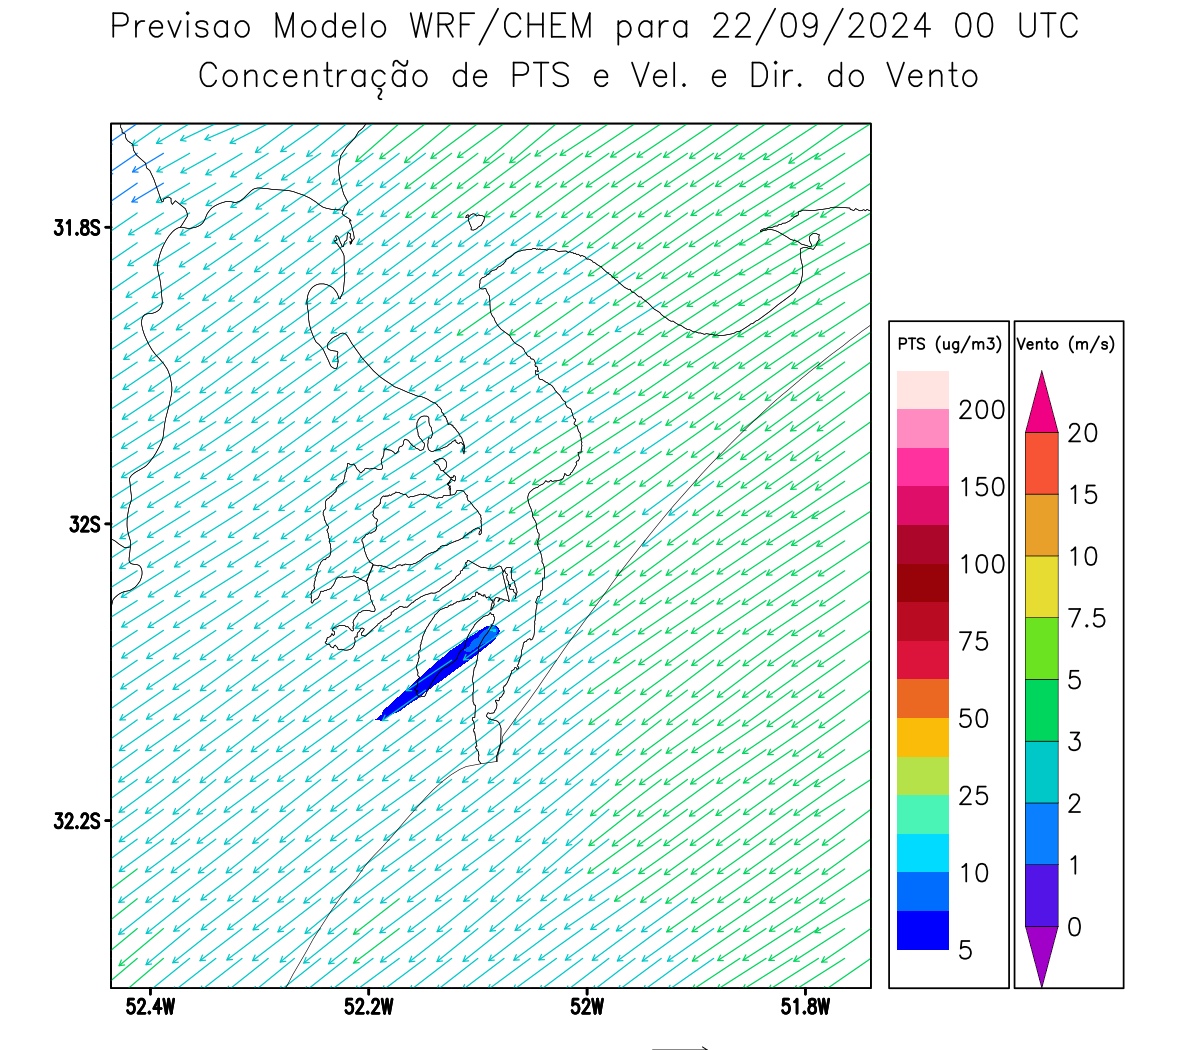 Previsao Modelo WRF/CHEM para 22/09/2024 00 UTC
Concentração de PTS e Vel. e Dir. do Vento
31.8S
32S
32.2S
52.4W 52.2W 52W 51.8W
PTS (ug/m3)
200
150
100
75
50
25
10
5
Vento (m/s)
20
15
10
7.5
5
3
2
1
0